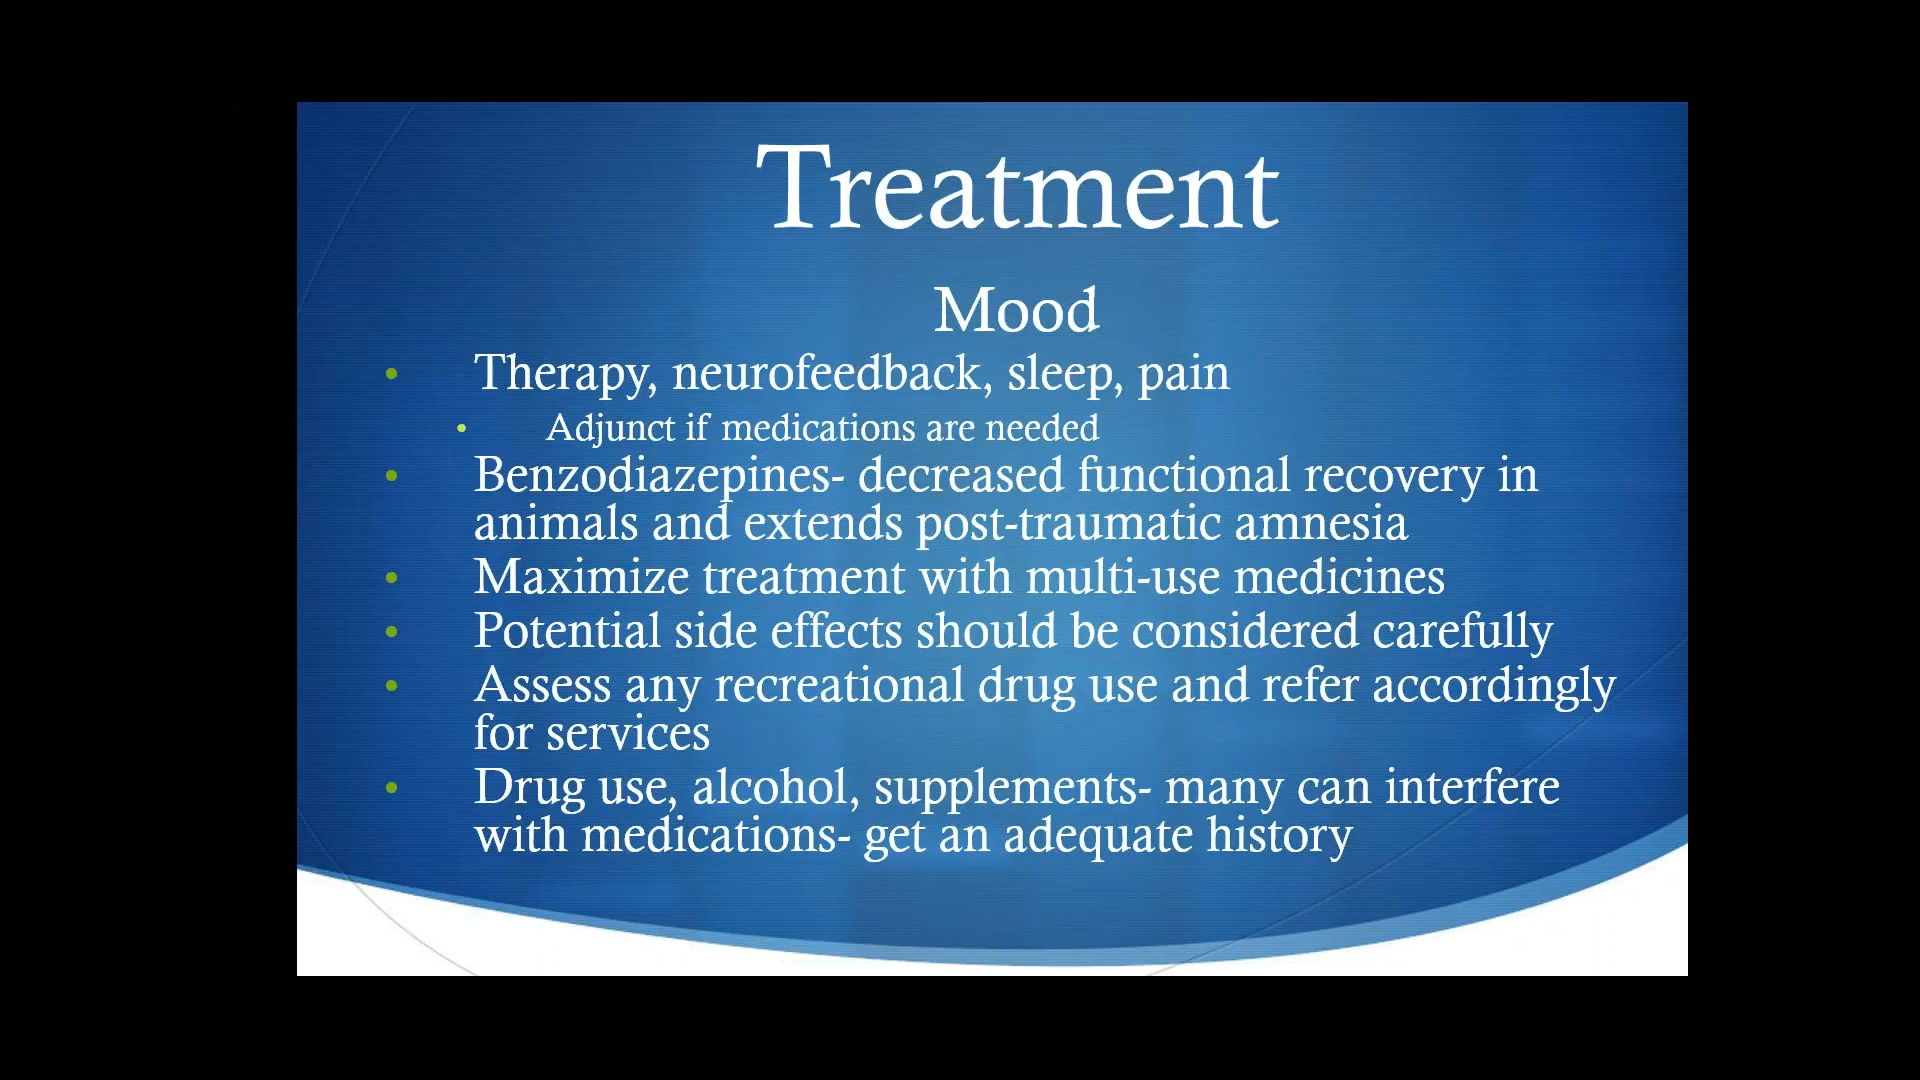 Treatment
Mood
• Therapy, neurofeedback, sleep, pain
• Adjunct if medications are needed
• Benzodiazepines- decreased functional recovery in
animals and extends post-traumatic amnesia
• Maximize treatment with multi-use medicines
• Potential side effects should be considered carefully
• Assess any recreational drug use and refer accordingly
for services
• Drug use, alcohol, supplements- many can interfere
with medications- get an adequate history